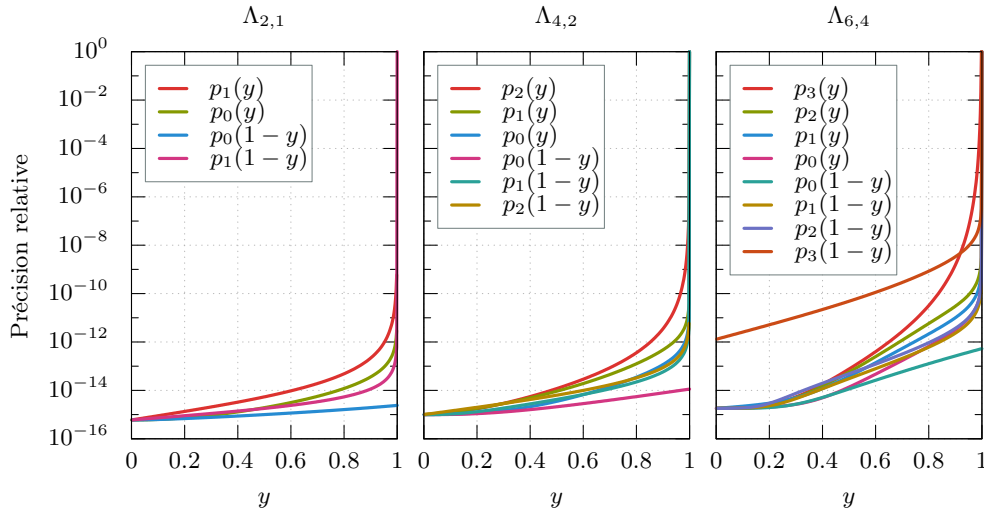 Λ2,1
Λ4,2
Λ6,4
Précision relative
10^0
10^−2
10^−4
10^−6
10^−8
10^−10
10^−12
10^−14
10^−16
p1(y)
p0(y)
p0(1 − y)
p1(1 − y)
0 0.2 0.4 0.6 0.8 1
y
p2(y)
p1(y)
p0(y)
p0(1 − y)
p1(1 − y)
p2(1 − y)
0 0.2 0.4 0.6 0.8 1
y
p3(y)
p2(y)
p1(y)
p0(y)
p0(1 − y)
p1(1 − y)
p2(1 − y)
p3(1 − y)
0 0.2 0.4 0.6 0.8 1
y